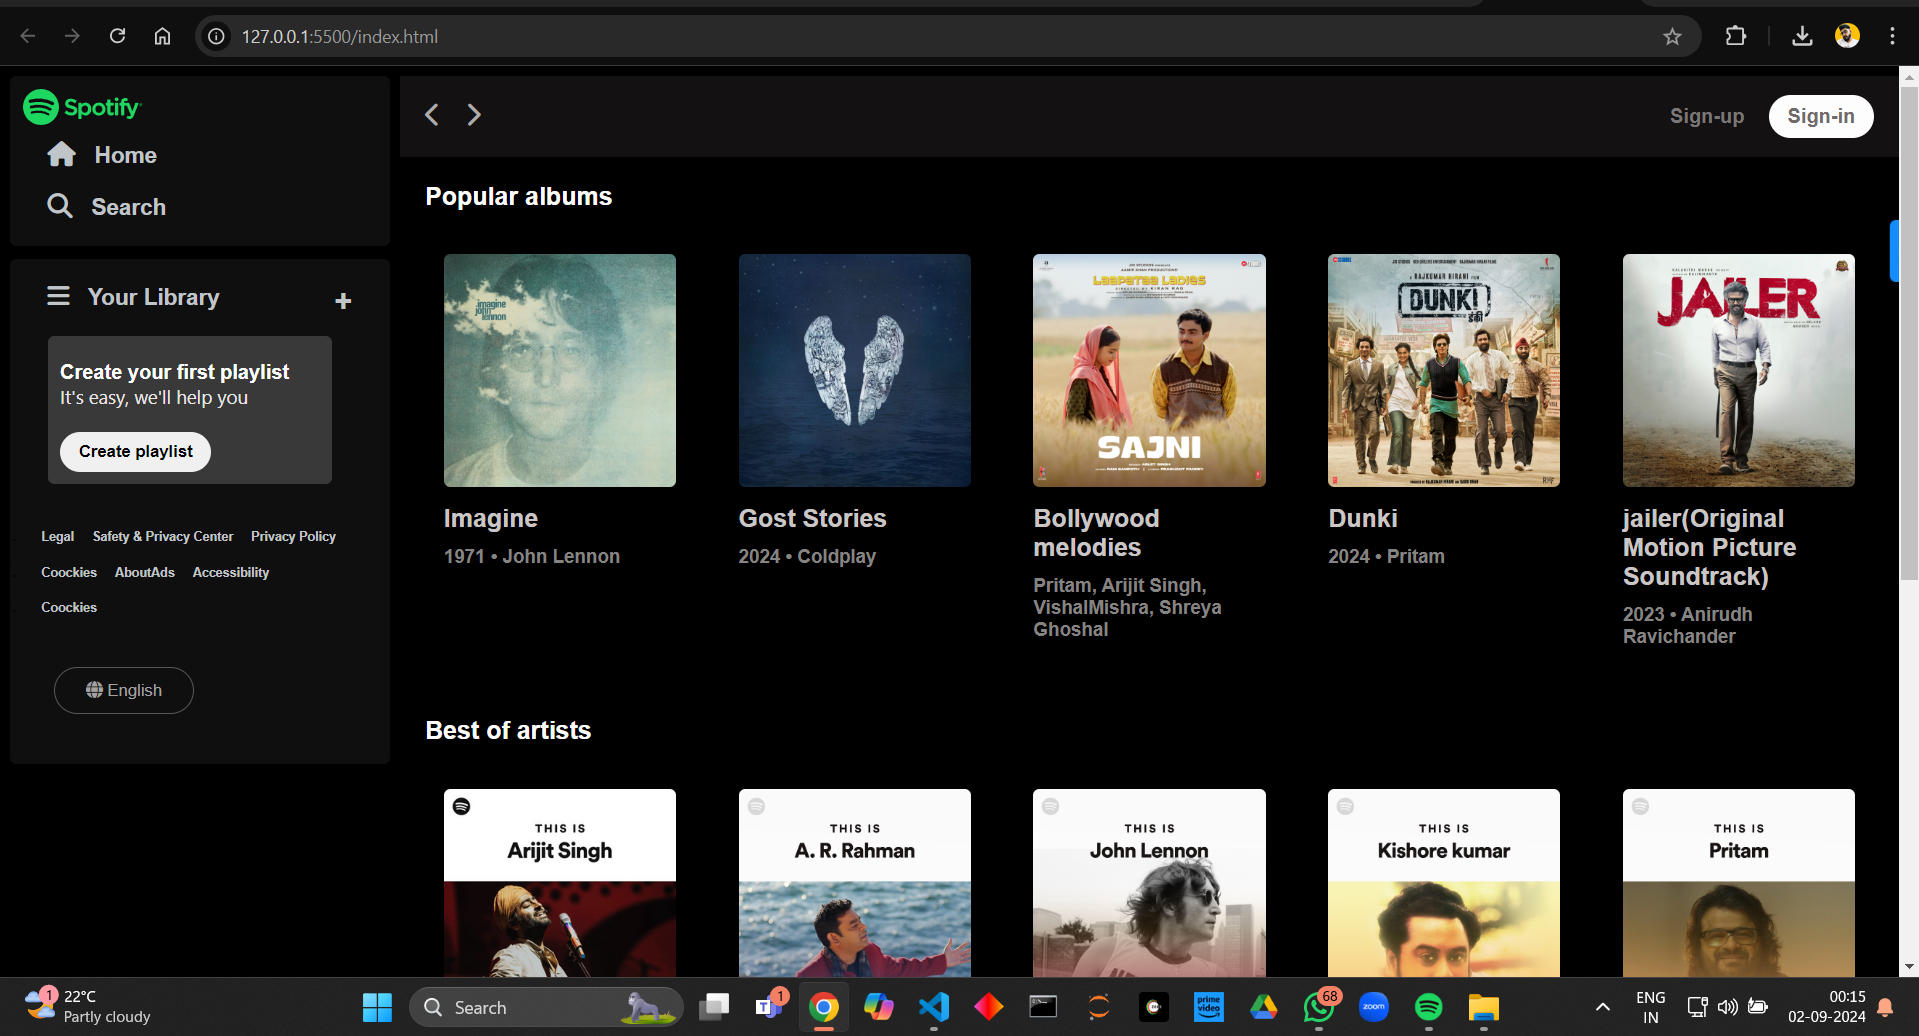 127.0.0.1:5500/index.html
Spotify
Home
Search
Your Library
Create your first playlist
It's easy, we'll help you
Create playlist
Legal Safety & Privacy Center Privacy Policy
Coockies AboutAds Accessibility
Coockies
English
Sign-up Sign-in
Popular albums
imagine
john
lennon
Imagine
1971 • John Lennon
Gost Stories
2024 • Coldplay
Laapataa Ladies
SAJNI
Bollywood
melodies
Pritam, Arijit Singh,
VishalMishra, Shreya
Ghoshal
A RAJKUMAR HIRANI FILM
DUNKI
डंकी
Dunki
2024 • Pritam
JAILER
jailer(Original
Motion Picture
Soundtrack)
2023 • Anirudh
Ravichander
Best of artists
THIS IS
Arijit Singh
THIS IS
A. R. Rahman
THIS IS
John Lennon
THIS IS
Kishore kumar
THIS IS
Pritam
1
22°C
Partly cloudy
Search
1
prime
video
68
zoom
ENG
IN
00:15
02-09-2024